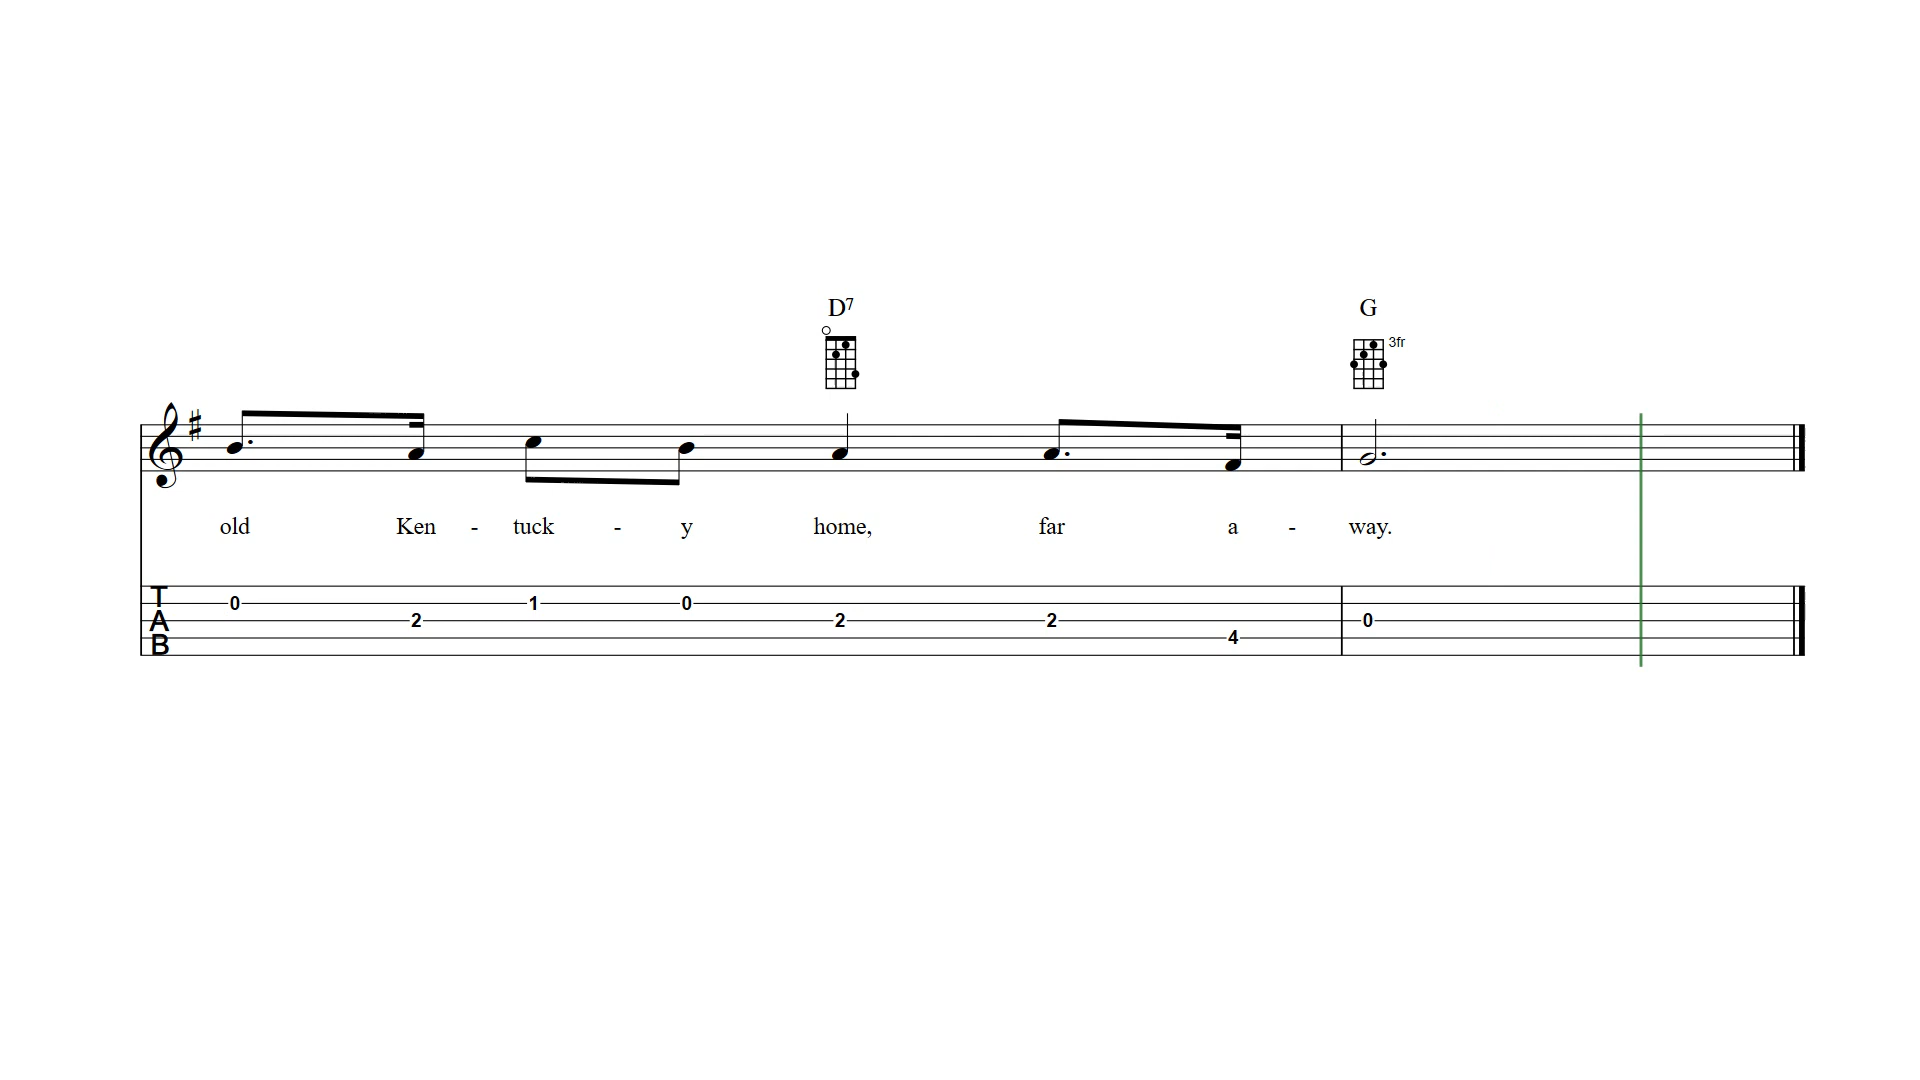 D7 G
3fr
old Ken - tuck - y home, far a - way.
T A B
0 2 1 0 2 2 4 0